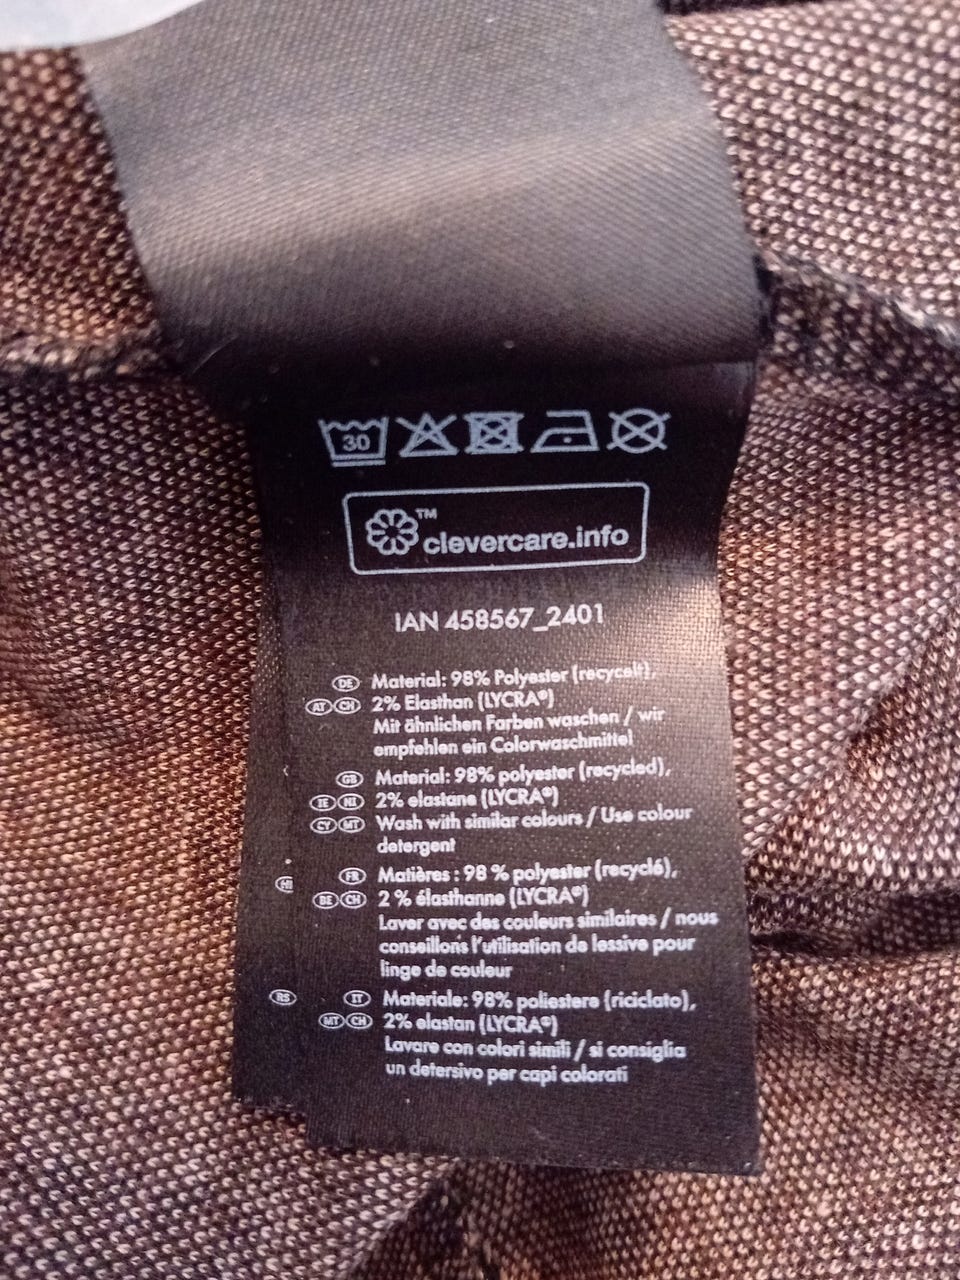 30
™
clevercare.info
IAN 458567_2401
DE Material: 98% Polyester (recycelt),
AT CH 2% Elasthan (LYCRA®)
Mit ähnlichen Farben waschen / wir
empfehlen ein Colorwaschmittel
GB Material: 98% polyester (recycled),
IE NI 2% elastane (LYCRA®)
CY MT Wash with similar colours / Use colour
detergent
FR Matières : 98 % polyester (recyclé),
BE CH 2 % élasthanne (LYCRA®)
Laver avec des couleurs similaires / nous
conseillons l'utilisation de lessive pour
linge de couleur
RS IT Materiale: 98% poliestere (riciclato),
MT CH 2% elastan (LYCRA®)
Lavare con colori simili / si consiglia
un detersivo per capi colorati